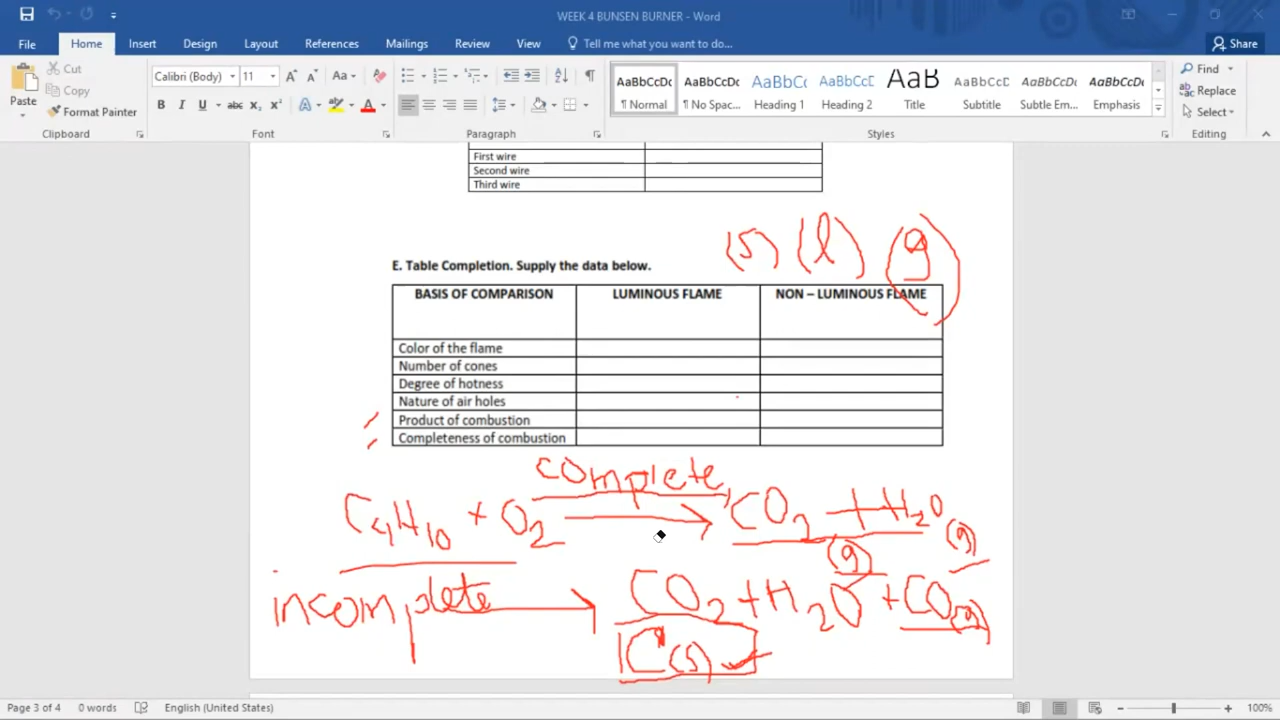 WEEK 4 BUNSEN BURNER - Word
File Home Insert Design Layout References Mailings Review View Tell me what you want to do... Share
Paste Cut Copy Format Painter
Calibri (Body) 11
AaBbCcDc AaBbCcDc AaBbCc AaBbCcD AaB AaBbCcD AaBbCcDc AaBbCcDc
¶ Normal ¶ No Spac... Heading 1 Heading 2 Title Subtitle Subtle Em... Emphasis
Find Replace Select
Clipboard Font Paragraph Styles Editing
First wire
Second wire
Third wire
(s) (l) (g)
E. Table Completion. Supply the data below.
BASIS OF COMPARISON LUMINOUS FLAME NON – LUMINOUS FLAME
Color of the flame
Number of cones
Degree of hotness
Nature of air holes
Product of combustion
Completeness of combustion
complete
C4H10 + O2 → CO2 (g) + H2O (g)
incomplete → CO2 + H2O + CO(g)
C(s)
Page 3 of 4 0 words English (United States) 100%